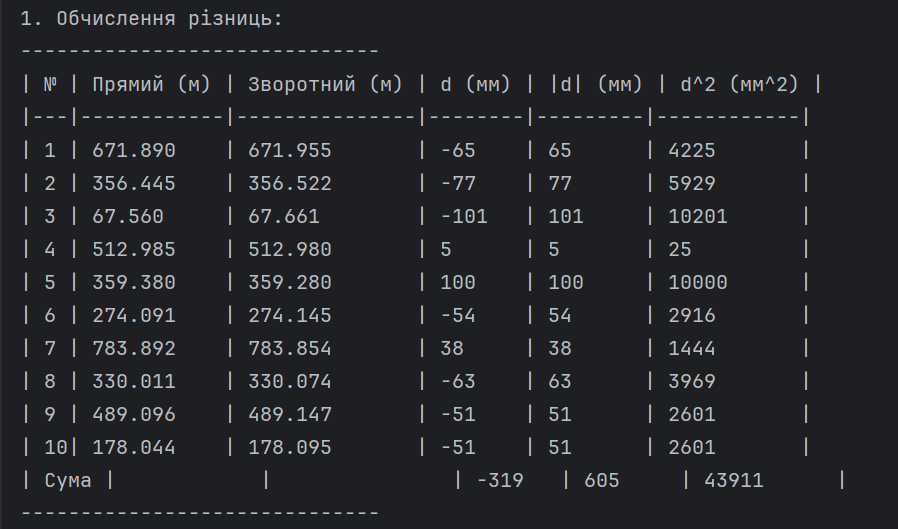 1. Обчислення різниць:
------------------------------
| № | Прямий (м) | Зворотний (м) | d (мм) | |d| (мм) | d^2 (мм^2) |
|---|------------|---------------|--------|---------|------------|
| 1 | 671.890    | 671.955       | -65    | 65      | 4225       |
| 2 | 356.445    | 356.522       | -77    | 77      | 5929       |
| 3 | 67.560     | 67.661        | -101   | 101     | 10201      |
| 4 | 512.985    | 512.980       | 5      | 5       | 25         |
| 5 | 359.380    | 359.280       | 100    | 100     | 10000      |
| 6 | 274.091    | 274.145       | -54    | 54      | 2916       |
| 7 | 783.892    | 783.854       | 38     | 38      | 1444       |
| 8 | 330.011    | 330.074       | -63    | 63      | 3969       |
| 9 | 489.096    | 489.147       | -51    | 51      | 2601       |
| 10| 178.044    | 178.095       | -51    | 51      | 2601       |
| Сума |            |               | -319   | 605     | 43911      |
------------------------------